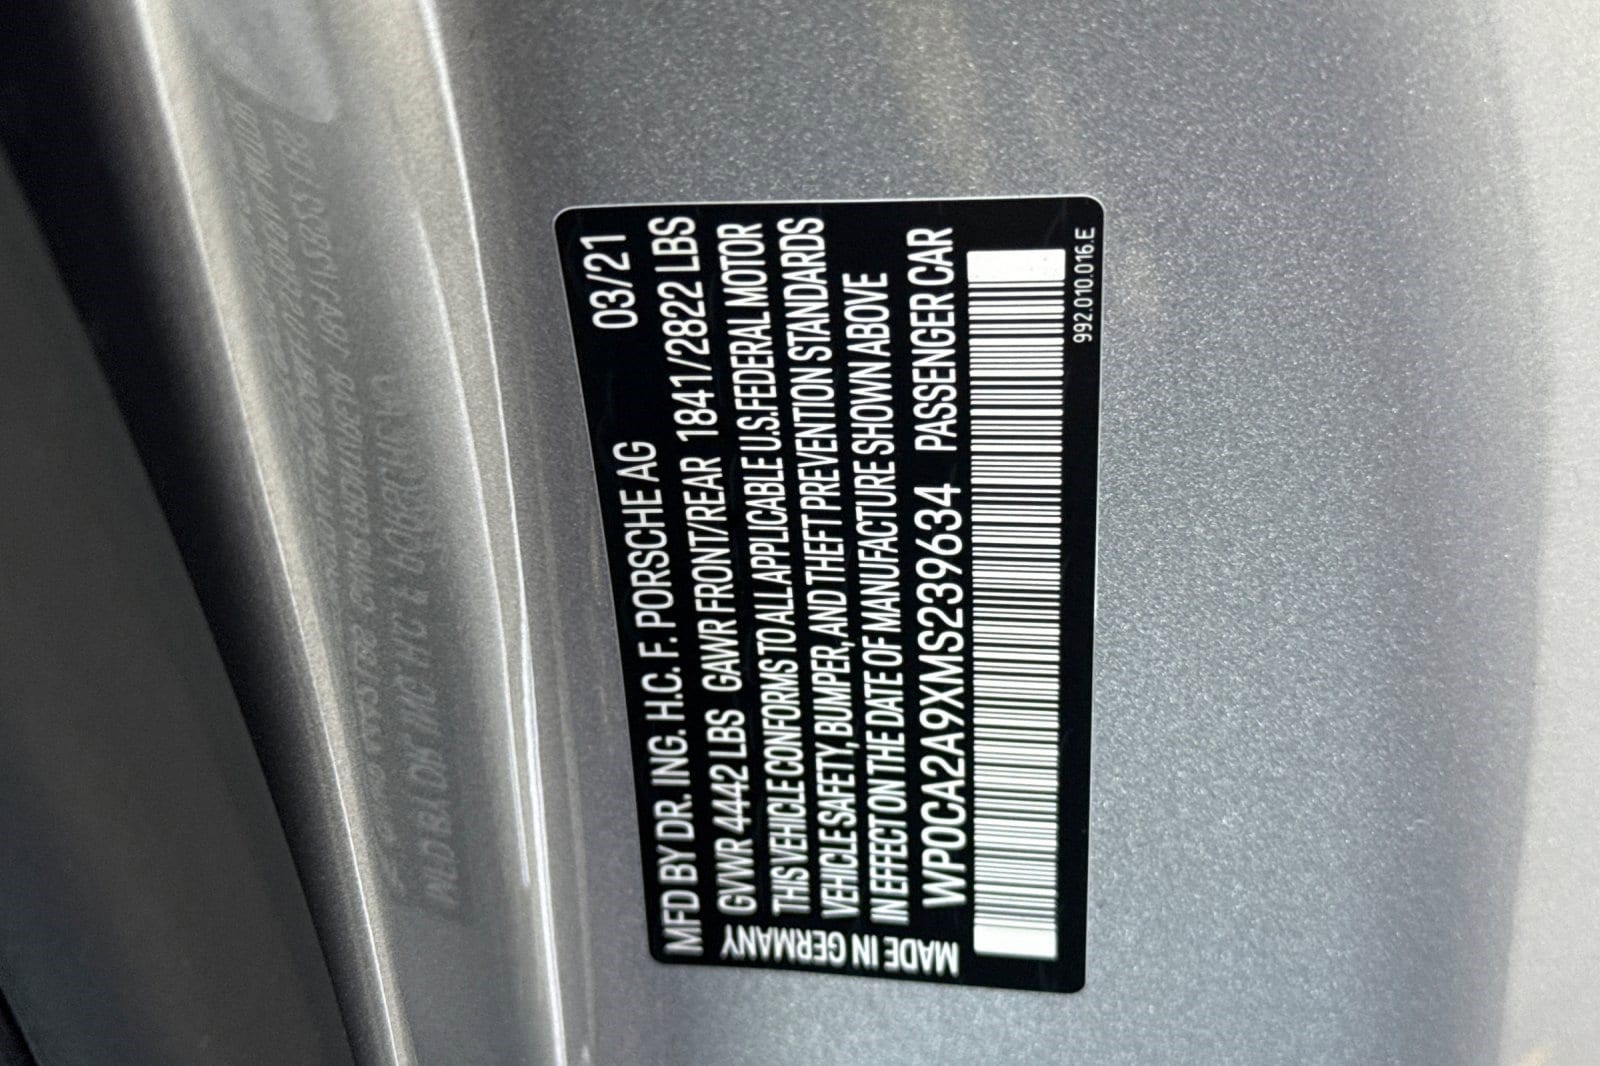 MFD BY DR. ING. H.C. F. PORSCHE AG 03/21
GVWR 4442 LBS GAWR FRONT/REAR 1841/2822 LBS
THIS VEHICLE CONFORMS TO ALL APPLICABLE U.S.FEDERAL MOTOR
VEHICLE SAFETY, BUMPER, AND THEFT PREVENTION STANDARDS
IN EFFECT ON THE DATE OF MANUFACTURE SHOWN ABOVE
WP0CA2A9XMS239634 PASSENGER CAR
992.010.016.E
MADE IN GERMANY